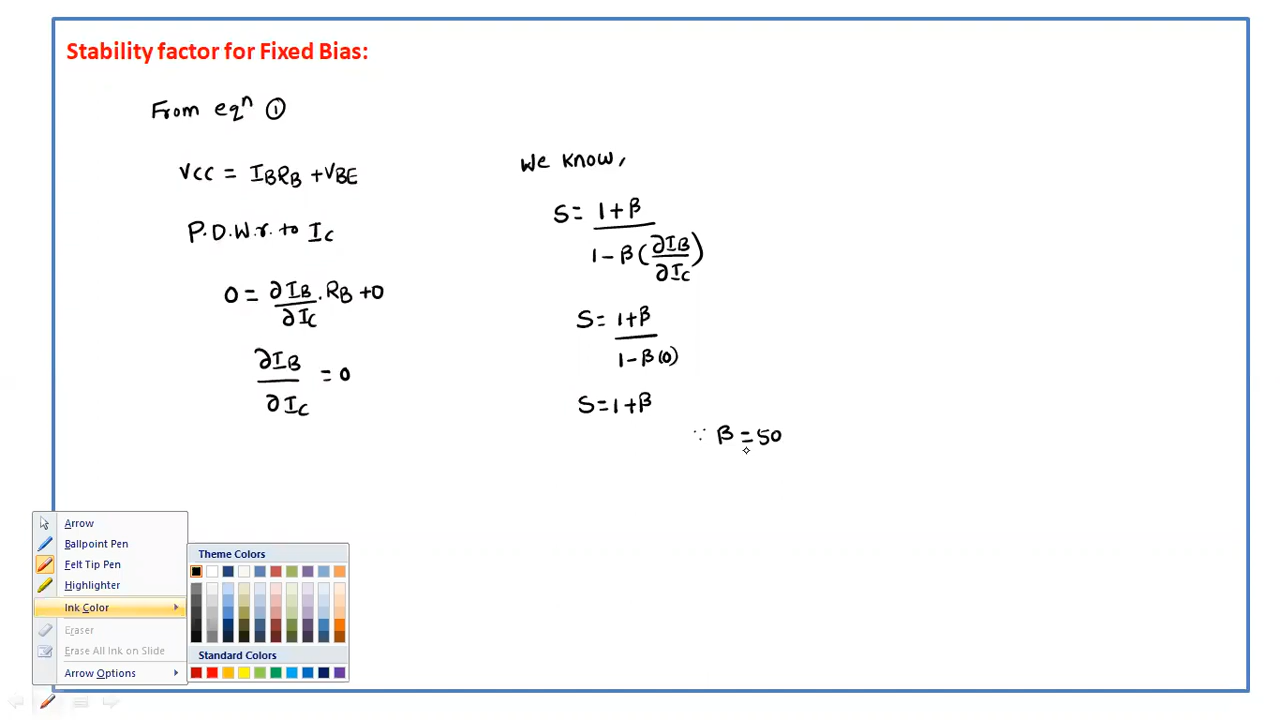 Stability factor for Fixed Bias:
From eqⁿ ①
VCC = IBRB + VBE
P.D.W.r. to IC
0 = ∂IB/∂IC . RB + 0
∂IB/∂IC = 0
We know,
S = 1+β / 1-β(∂IB/∂IC)
S = 1+β / 1-β(0)
S = 1+β
∵ β = 50
Arrow
Ballpoint Pen
Felt Tip Pen
Highlighter
Ink Color
Eraser
Erase All Ink on Slide
Arrow Options
Theme Colors
Standard Colors